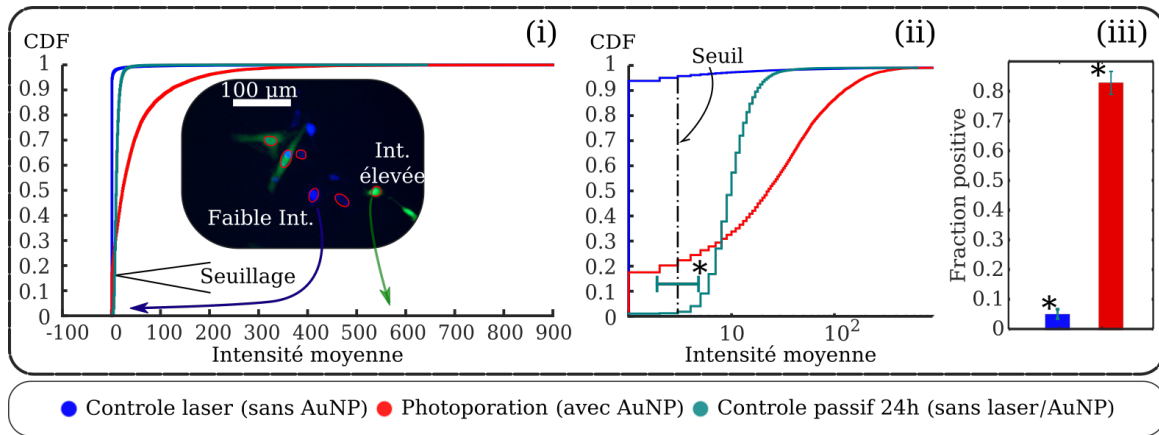 (i)
CDF
1
0.9
0.8
0.7
0.6
0.5
0.4
0.3
0.2
0.1
0
-100
0
100
200
300
400
500
600
700
800
900
Intensité moyenne
100 µm
Int.
élevée
Faible Int.
Seuillage
(ii)
CDF
Seuil
1
0.9
0.8
0.7
0.6
0.5
0.4
0.3
0.2
0.1
0
*
10
10²
Intensité moyenne
(iii)
Fraction positive
0.8
0.7
0.6
0.5
0.4
0.3
0.2
0.1
0
*
*
Controle laser (sans AuNP)
Photoporation (avec AuNP)
Controle passif 24h (sans laser/AuNP)